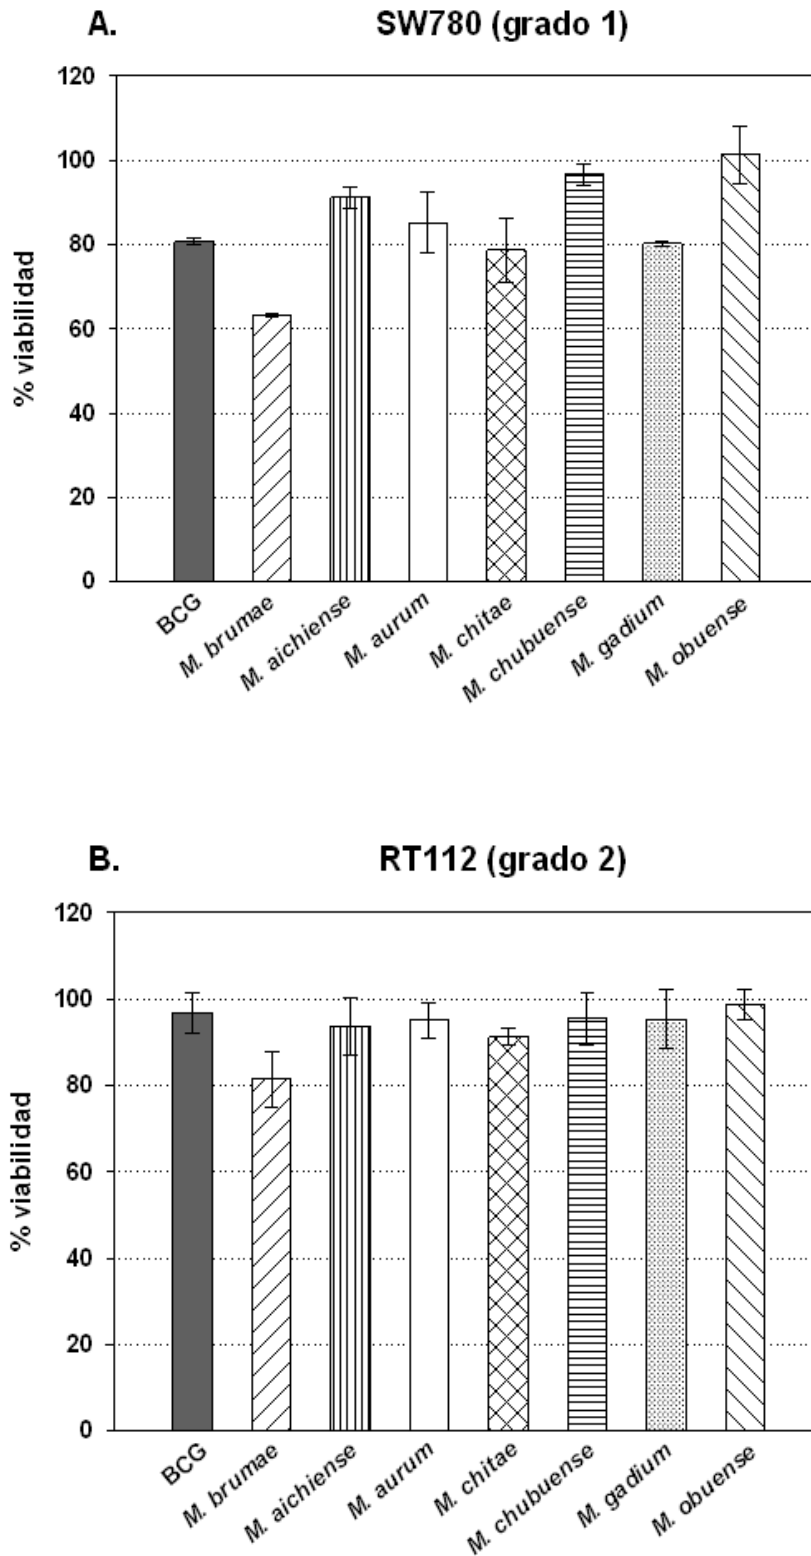 A. SW780 (grado 1)
120
100
80
60
40
20
0
% viabilidad
BCG
M. brumae
M. aichiense
M. aurum
M. chitae
M. chubuense
M. gadium
M. obuense
B. RT112 (grado 2)
120
100
80
60
40
20
0
% viabilidad
BCG
M. brumae
M. aichiense
M. aurum
M. chitae
M. chubuense
M. gadium
M. obuense